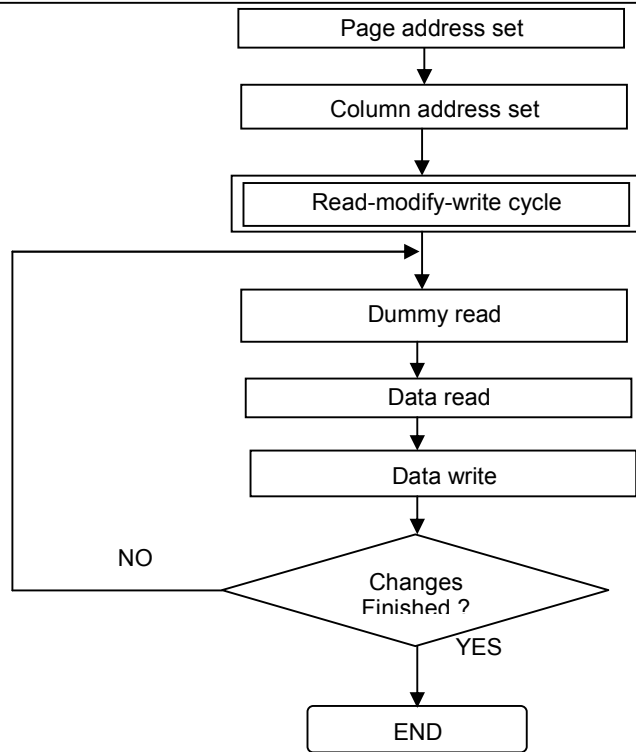 Page address set
Column address set
Read-modify-write cycle
Dummy read
Data read
Data write
NO
Changes
Finished ?
YES
END